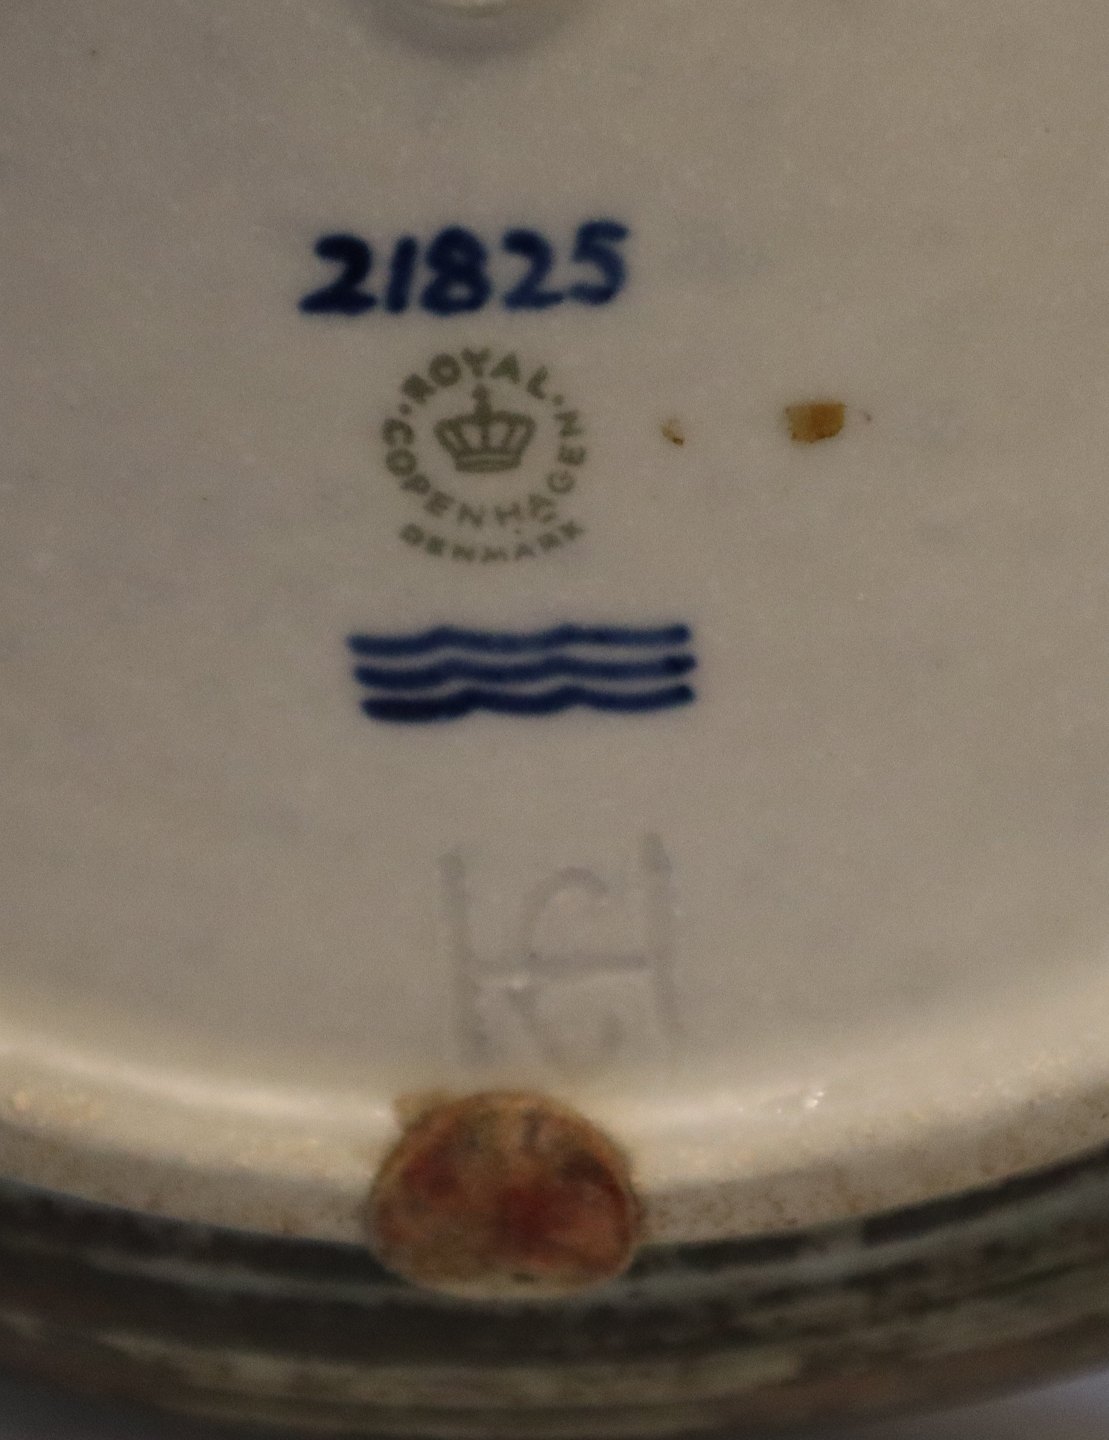 21825
ROYAL
COPENHAGEN
DENMARK